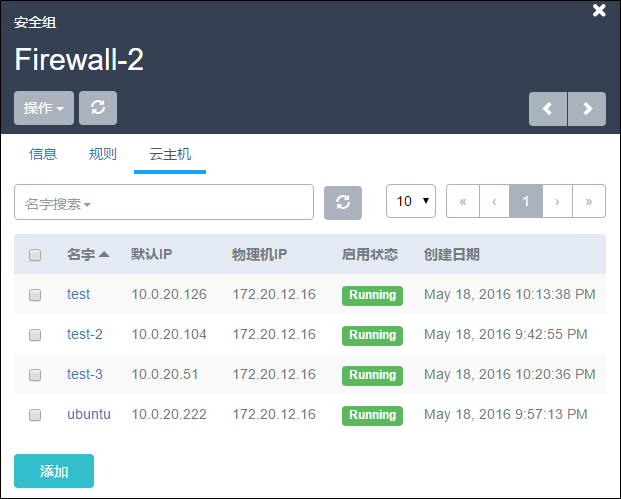 安全组
Firewall-2
操作
信息 规则 云主机
名字搜索 10 « ‹ 1 › »
名字 默认IP 物理机IP 启用状态 创建日期
test 10.0.20.126 172.20.12.16 Running May 18, 2016 10:13:38 PM
test-2 10.0.20.104 172.20.12.16 Running May 18, 2016 9:42:55 PM
test-3 10.0.20.51 172.20.12.16 Running May 18, 2016 10:20:36 PM
ubuntu 10.0.20.222 172.20.12.16 Running May 18, 2016 9:57:13 PM
添加